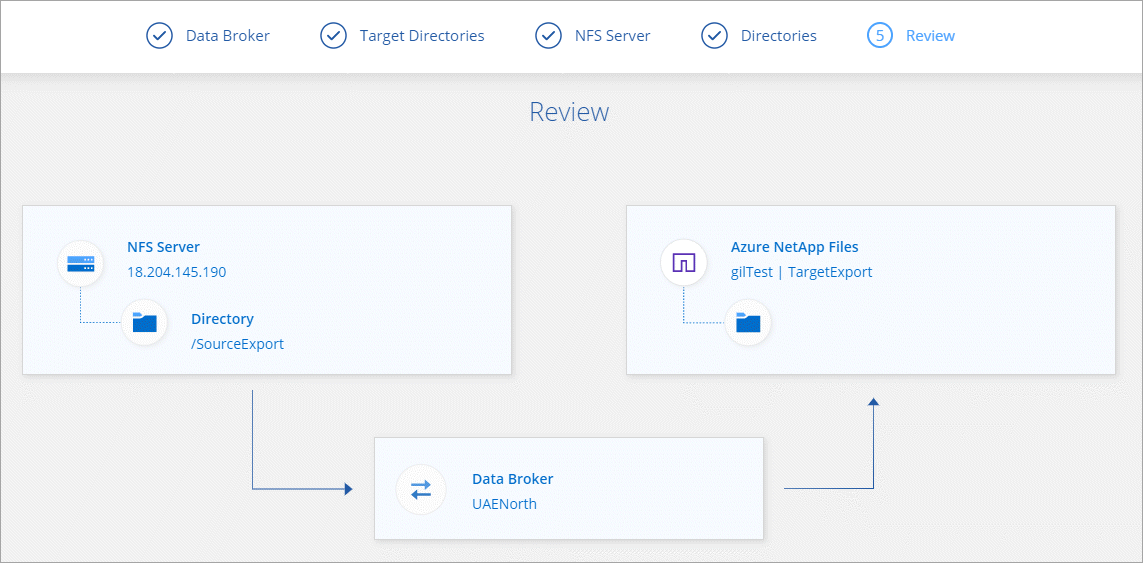 Data Broker
Target Directories
NFS Server
Directories
5 Review
Review
NFS Server
18.204.145.190
Directory
/SourceExport
Azure NetApp Files
gilTest | TargetExport
Data Broker
UAENorth